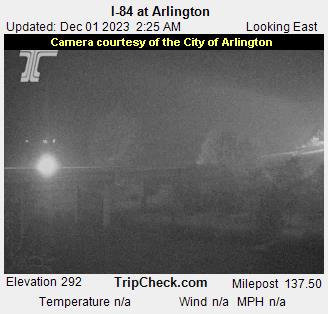 I-84 at Arlington
Updated: Dec 01 2023 2:25 AM Looking East
Camera courtesy of the City of Arlington
Elevation 292 TripCheck.com Milepost 137.50
Temperature n/a Wind n/a MPH n/a